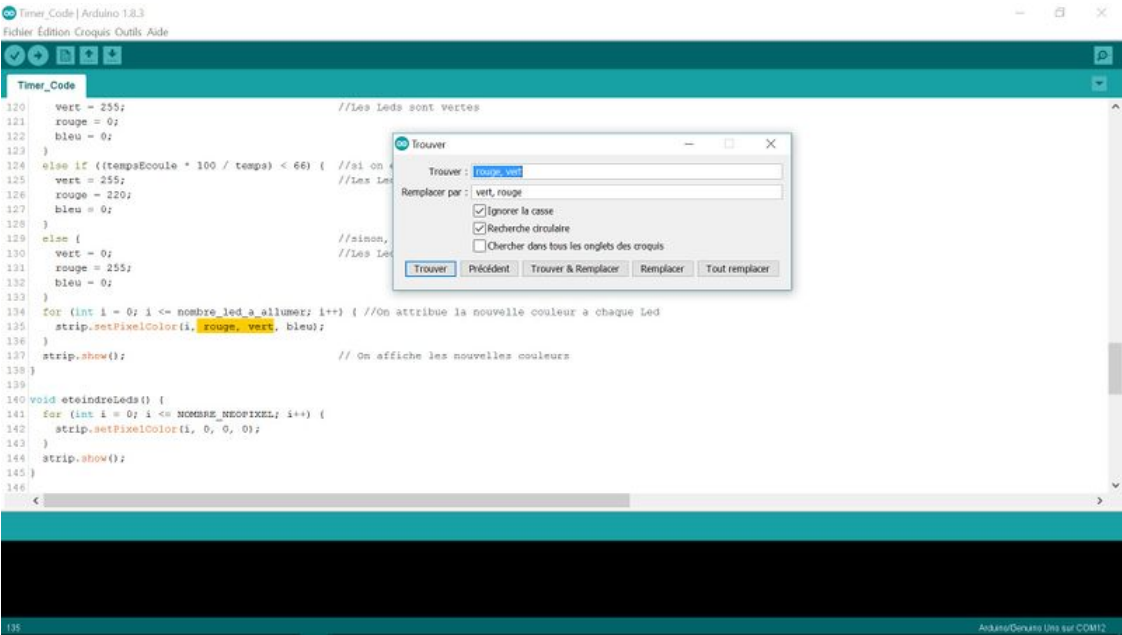 Timer_Code | Arduino 1.8.3
Fichier Édition Croquis Outils Aide
Timer_Code
120 vert = 255; //Les Leds sont vertes
121 rouge = 0;
122 bleu = 0;
123 }
124 else if ((tempsEcoule * 100 / temps) < 66) { //si on
125 vert = 255; //Les Le
126 rouge = 220;
127 bleu = 0;
128 }
129 else { //sinon,
130 vert = 0; //Les Led
131 rouge = 255;
132 bleu = 0;
133 }
134 for (int i = 0; i <= nombre_led_a_allumer; i++) { //On attribue la nouvelle couleur a chaque Led
135 strip.setPixelColor(i, rouge, vert, bleu);
136 }
137 strip.show(); // On affiche les nouvelles couleurs
138 }
139
140 void eteindreLeds() {
141 for (int i = 0; i <= NOMBRE_NEOPIXEL; i++) {
142 strip.setPixelColor(i, 0, 0, 0);
143 }
144 strip.show();
145 }
146
Trouver
Trouver : rouge, vert
Remplacer par : vert, rouge
Ignorer la casse
Recherche circulaire
Chercher dans tous les onglets des croquis
Trouver Précédent Trouver & Remplacer Remplacer Tout remplacer
135 Arduino/Genuino Uno sur COM12